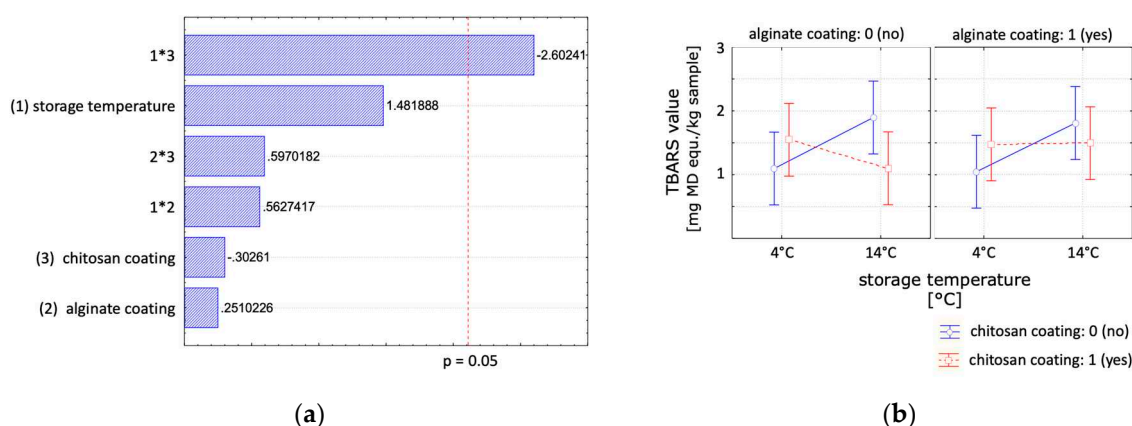 1*3
-2.60241
(1) storage temperature
1.481888
2*3
.5970182
1*2
.5627417
(3) chitosan coating
-.30261
(2) alginate coating
.2510226
p = 0.05
(a)
alginate coating: 0 (no)
alginate coating: 1 (yes)
TBARS value
[mg MD equ./kg sample]
3
2
1
4°C
14°C
4°C
14°C
storage temperature
[°C]
chitosan coating: 0 (no)
chitosan coating: 1 (yes)
(b)